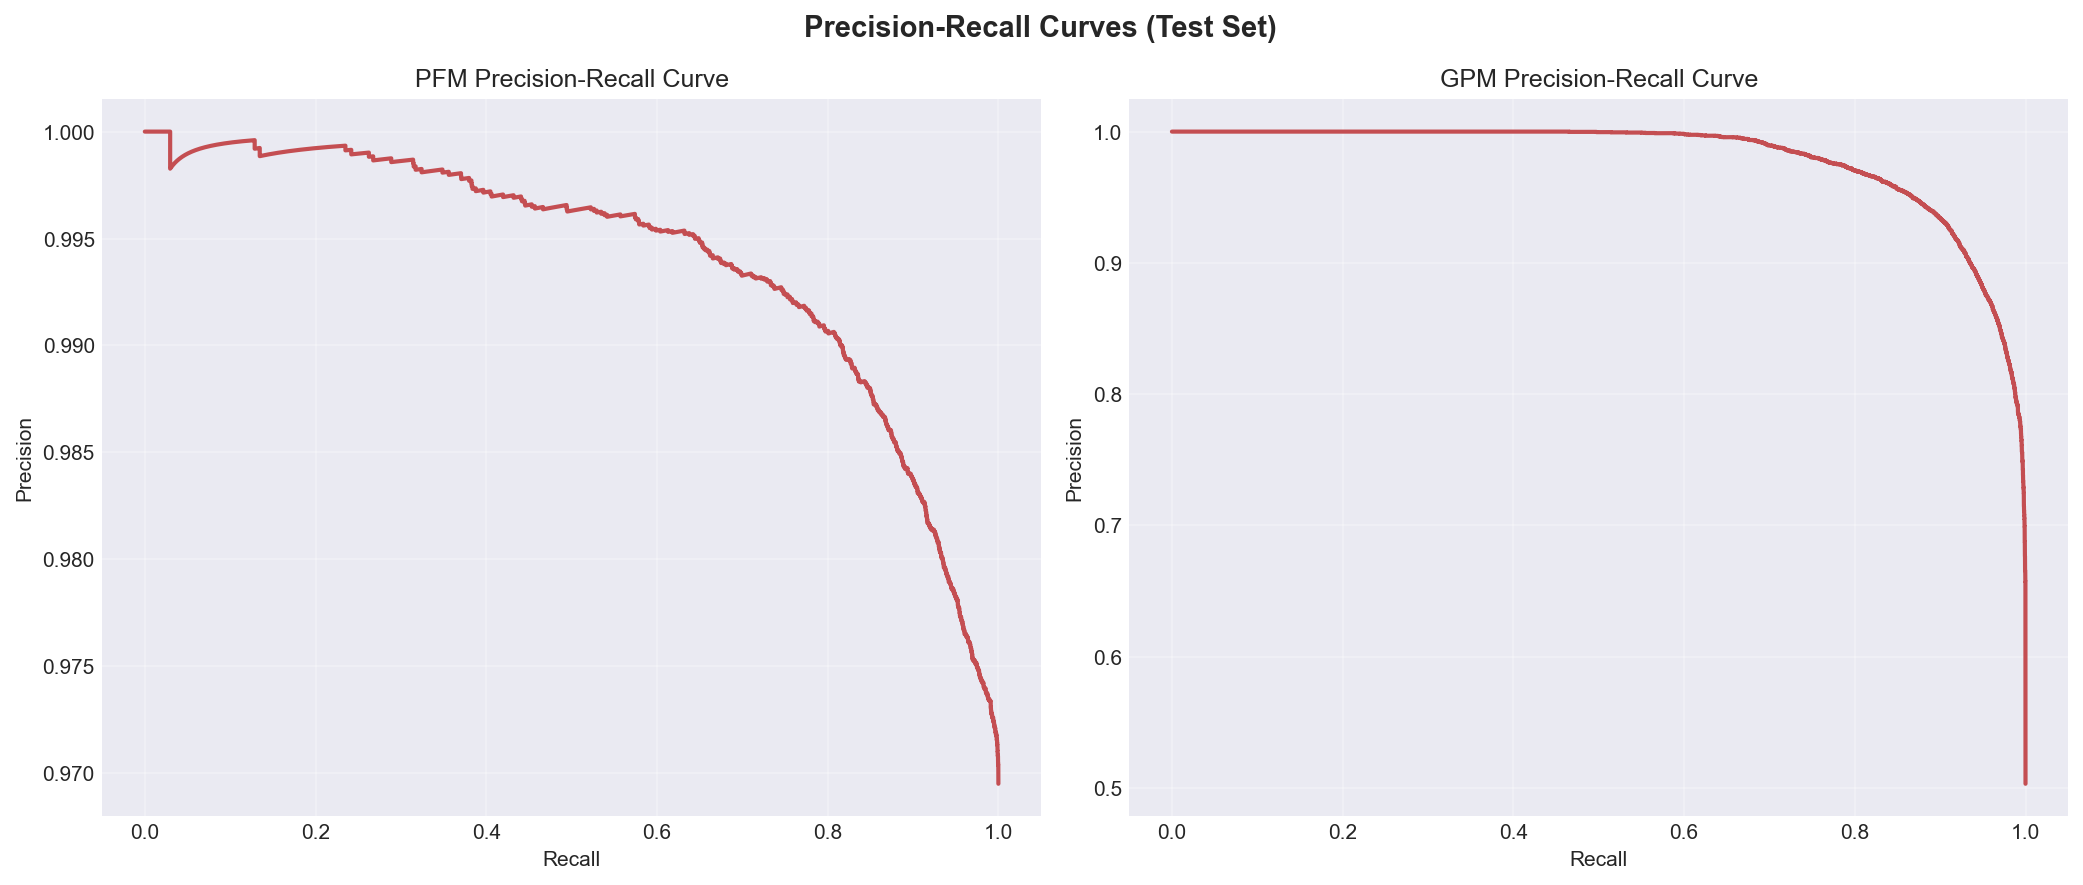 Precision-Recall Curves (Test Set)
PFM Precision-Recall Curve
1.000
0.995
0.990
0.985
0.980
0.975
0.970
Precision
0.0 0.2 0.4 0.6 0.8 1.0
Recall
GPM Precision-Recall Curve
1.0
0.9
0.8
0.7
0.6
0.5
Precision
0.0 0.2 0.4 0.6 0.8 1.0
Recall